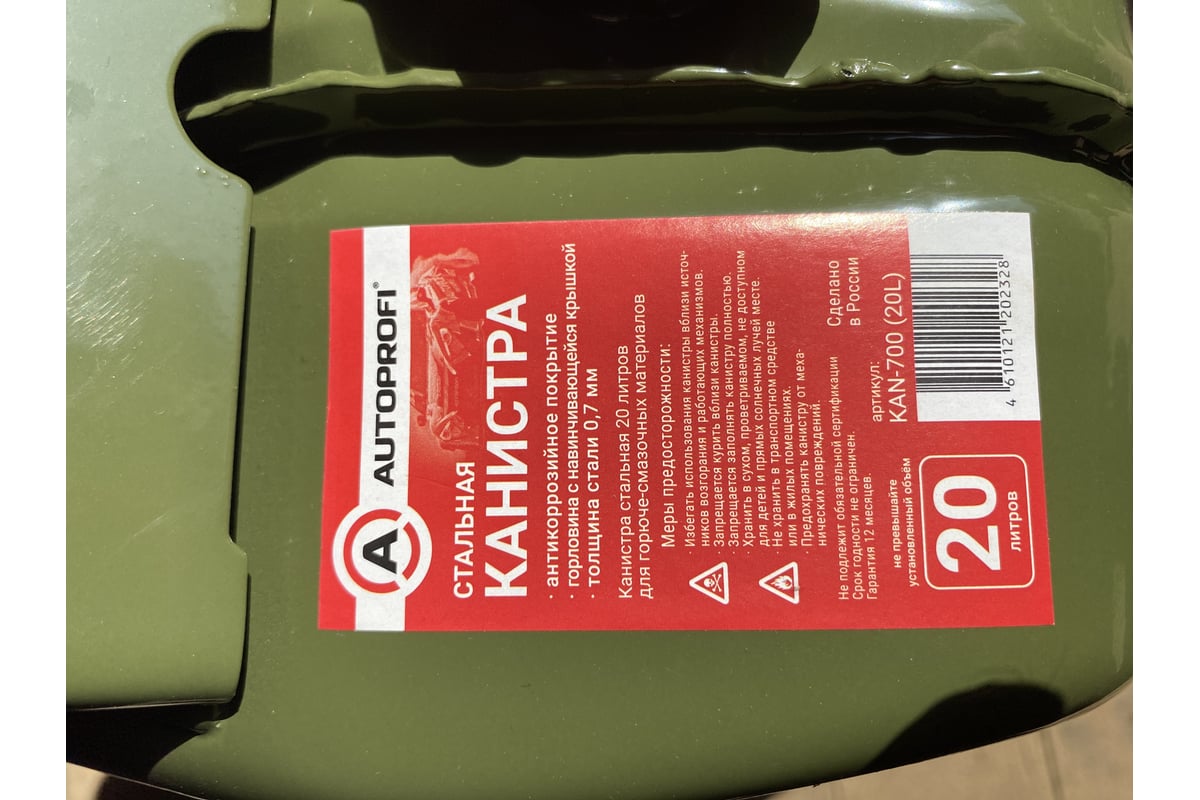 AUTOPROFI®
СТАЛЬНАЯ
КАНИСТРА
· антикоррозийное покрытие
· горловина с навинчивающейся крышкой
· толщина стали 0,7 мм
Канистра стальная 20 литров
для горюче-смазочных материалов
Меры предосторожности:
· Избегать использования канистры вблизи источ-
ников возгорания и работающих механизмов.
· Запрещается курить вблизи канистры.
· Запрещается заполнять канистру полностью.
· Хранить в сухом, проветриваемом, не доступном
для детей и прямых солнечных лучей месте.
· Не хранить в транспортном средстве
или в жилых помещениях.
· Предохранять канистру от меха-
нических повреждений.
Сделано
в России
Не подлежит обязательной сертификации
Срок годности не ограничен.
Гарантия 12 месяцев.
артикул:
KAN-700 (20L)
4 610121 202328
не превышайте
установленный объём
20
литров